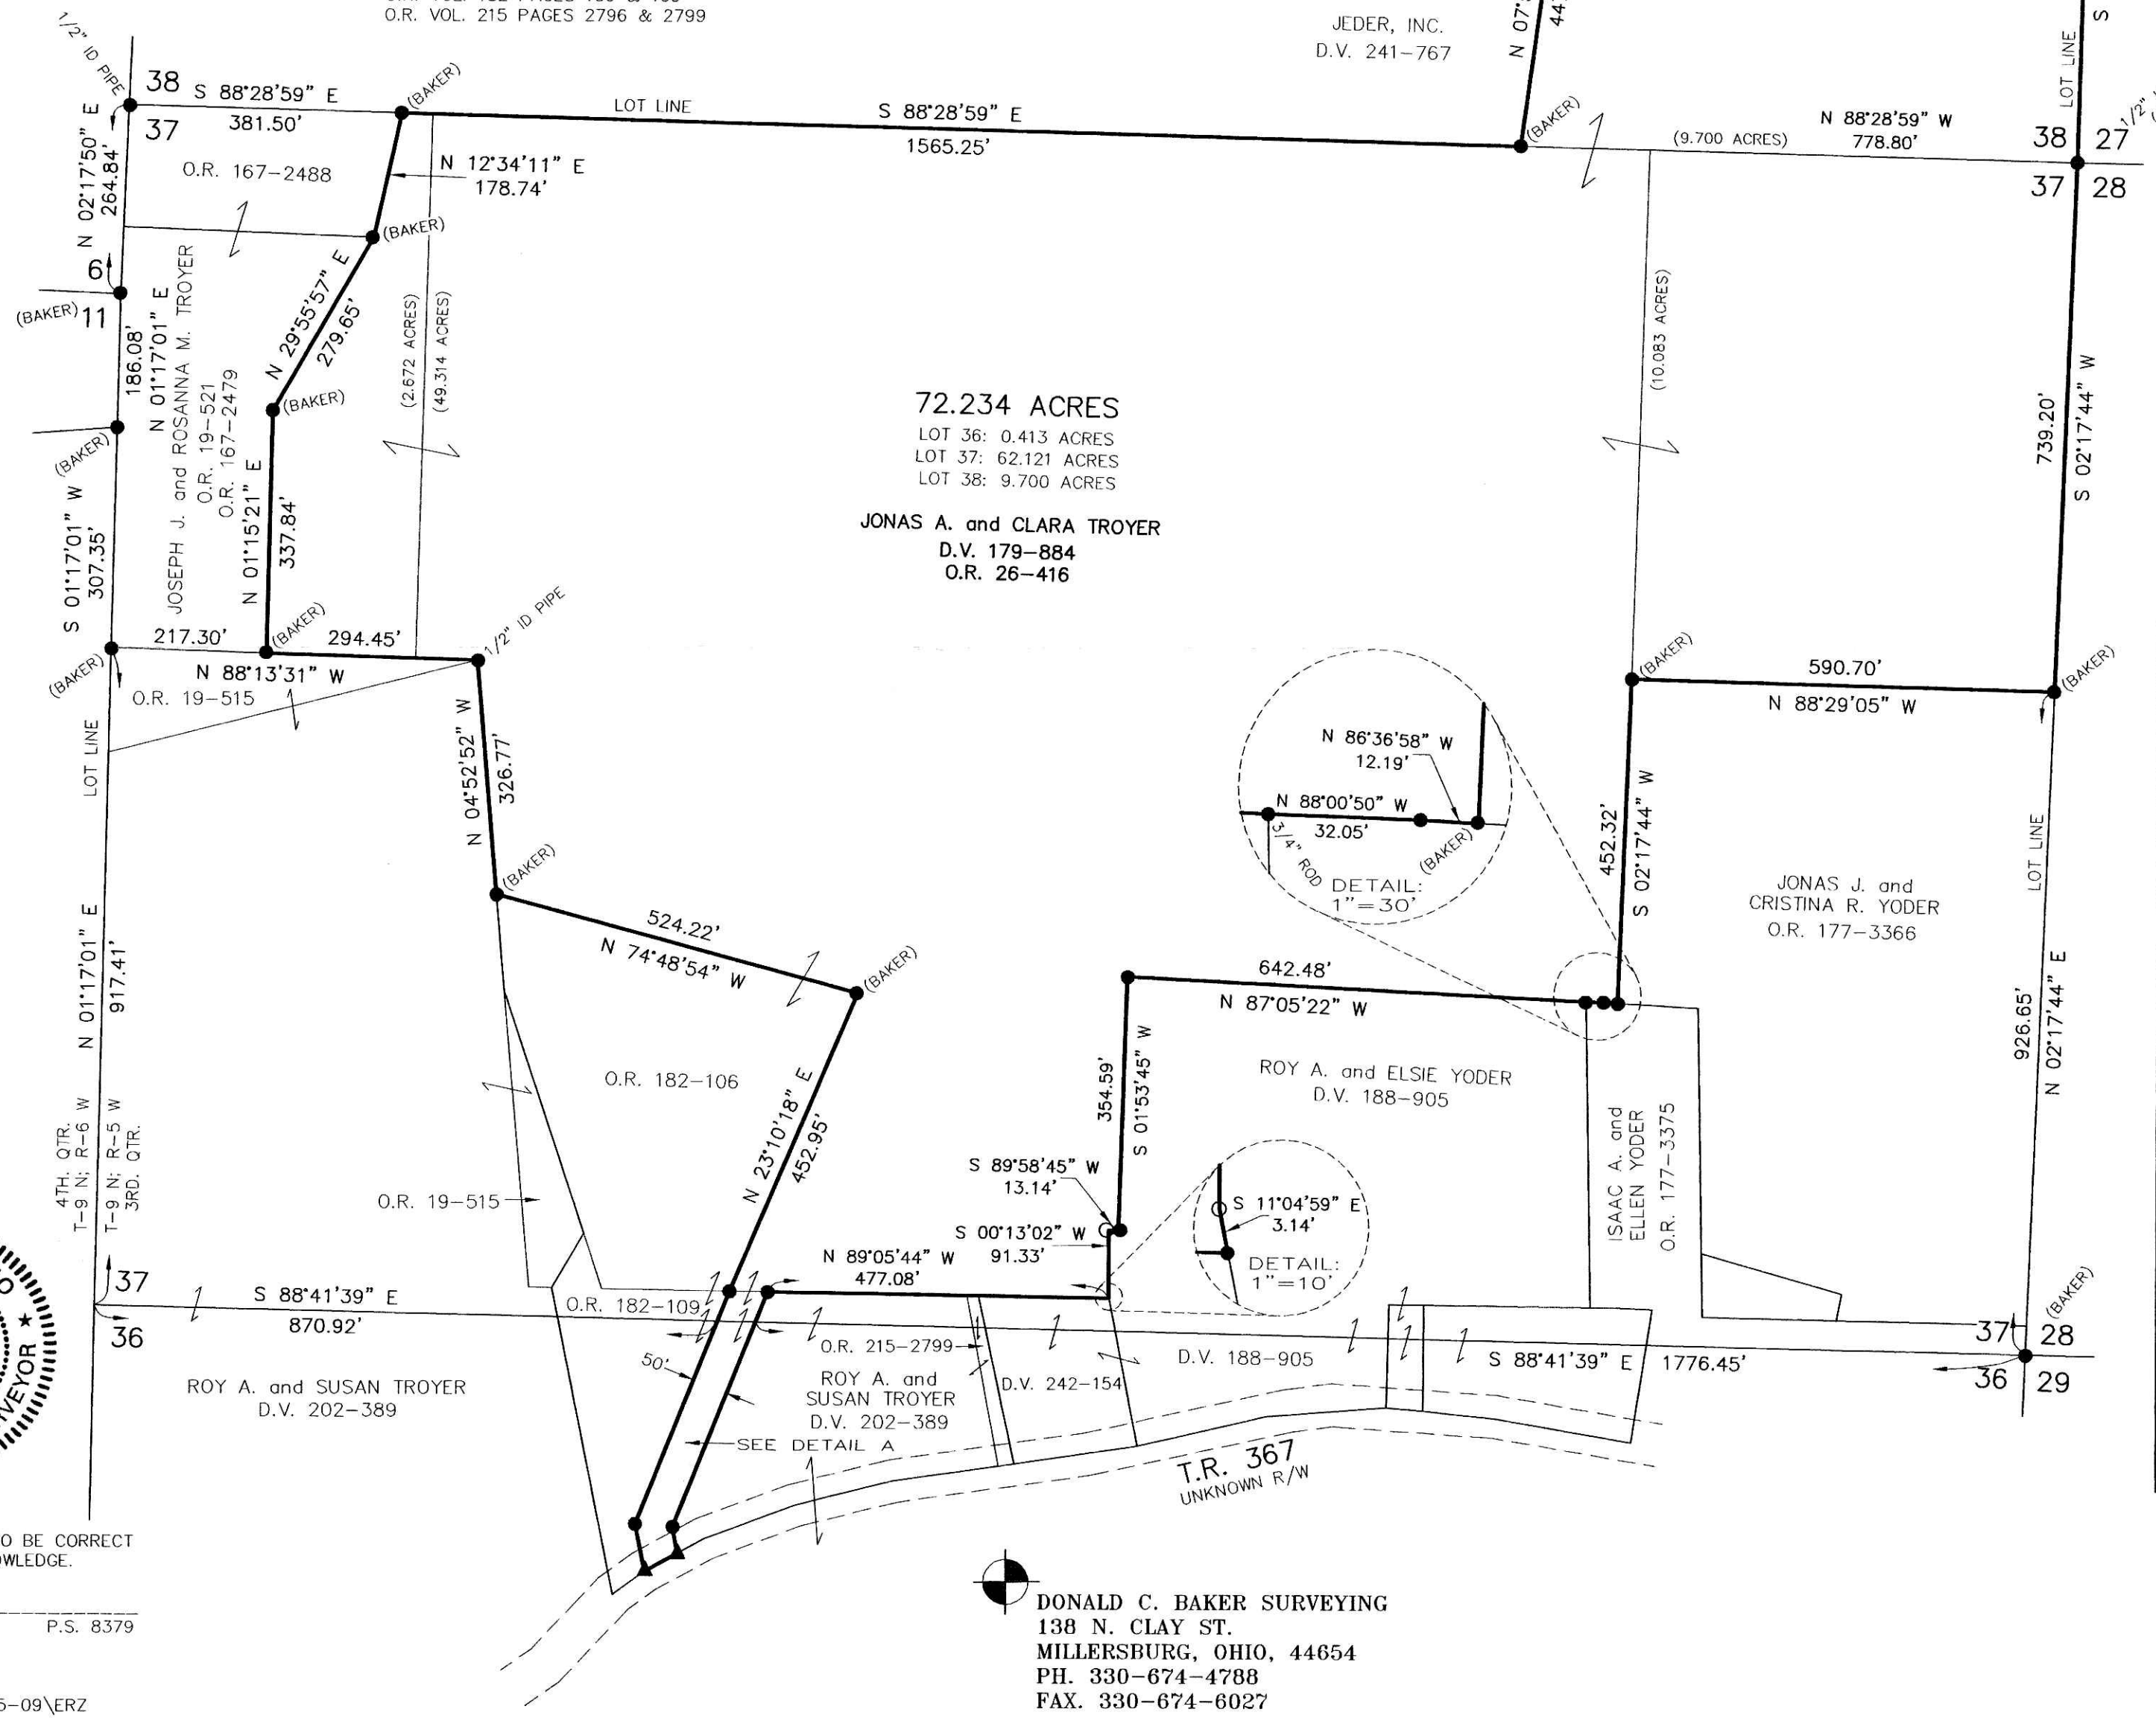 O.R. VOL. 215 PAGES 2796 & 2799
JEDER, INC.
D.V. 241-767
N 07°
44
S
LOT LINE
1/2" ID PIPE
38
S 88°28'59" E
381.50'
37
(BAKER)
LOT LINE
S 88°28'59" E
1565.25'
(BAKER)
(9.700 ACRES)
N 88°28'59" W
778.80'
38
27
1/2"
37
28
N 02°17'50" E
264.84'
O.R. 167-2488
N 12°34'11" E
178.74'
(BAKER)
6
(BAKER)
11
186.08'
N 01°17'01" E
JOSEPH J. and ROSANNA M. TROYER
O.R. 19-521
O.R. 167-2479
N 29°55'57" E
279.65'
(BAKER)
(2.672 ACRES)
(49.314 ACRES)
(10.083 ACRES)
739.20'
S 02°17'44" W
72.234 ACRES
LOT 36: 0.413 ACRES
LOT 37: 62.121 ACRES
LOT 38: 9.700 ACRES
JONAS A. and CLARA TROYER
D.V. 179-884
O.R. 26-416
(BAKER)
S 01°17'01" W
307.35'
N 01°15'21" E
337.84'
(BAKER)
217.30'
294.45'
1/2" ID PIPE
(BAKER)
N 88°13'31" W
O.R. 19-515
LOT LINE
N 04°52'52" W
326.77'
(BAKER)
590.70'
N 88°29'05" W
(BAKER)
N 86°36'58" W
12.19'
N 88°00'50" W
32.05'
3/4" ROD
(BAKER)
DETAIL:
1"=30'
452.32'
S 02°17'44" W
LOT LINE
JONAS J. and
CRISTINA R. YODER
O.R. 177-3366
(BAKER)
524.22'
N 74°48'54" W
(BAKER)
N 01°17'01" E
917.41'
642.48'
N 87°05'22" W
926.65'
N 02°17'44" E
O.R. 182-106
N 23°10'18" E
452.95'
354.59'
S 01°53'45" W
ROY A. and ELSIE YODER
D.V. 188-905
ISAAC A. and
ELLEN YODER
O.R. 177-3375
4TH. QTR.
T-9 N; R-6 W
T-9 N; R-5 W
3RD. QTR.
O.R. 19-515
S 89°58'45" W
13.14'
S 00°13'02" W
91.33'
S 11°04'59" E
3.14'
DETAIL:
1"=10'
N 89°05'44" W
477.08'
37
S 88°41'39" E
870.92'
36
O.R. 182-109
50'
O.R. 215-2799
ROY A. and
SUSAN TROYER
D.V. 202-389
D.V. 242-154
D.V. 188-905
S 88°41'39" E
1776.45'
(BAKER)
37
28
36
29
ROY A. and SUSAN TROYER
D.V. 202-389
SEE DETAIL A
T.R. 367
UNKNOWN R/W
VEYOR ★
O BE CORRECT
OWLEDGE.
P.S. 8379
DONALD C. BAKER SURVEYING
138 N. CLAY ST.
MILLERSBURG, OHIO, 44654
PH. 330-674-4788
FAX. 330-674-6027
-09\ERZ